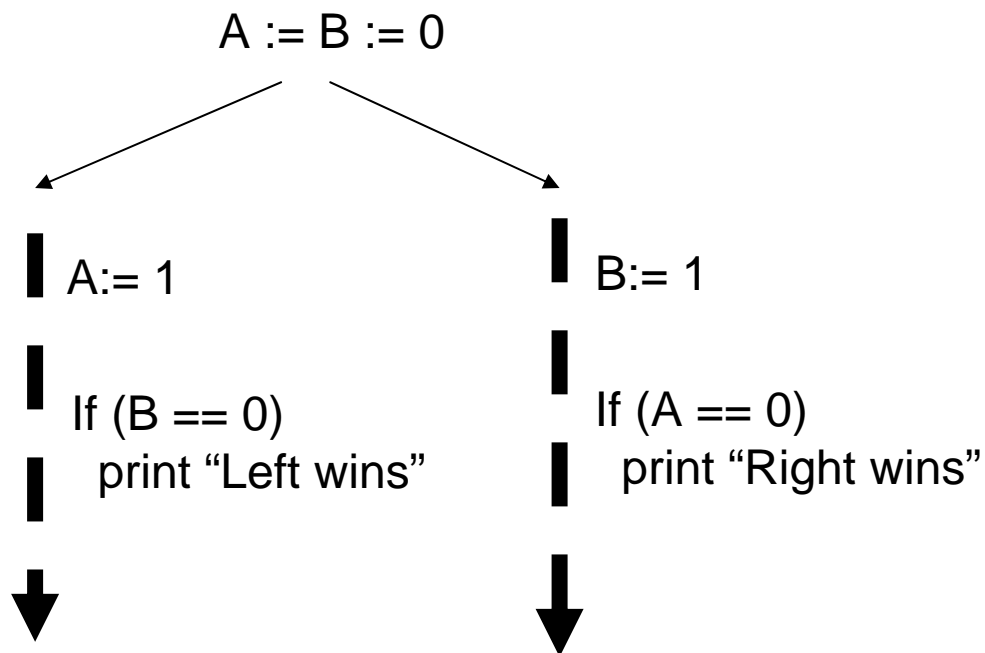 A := B := 0
A:= 1
If (B == 0)
print “Left wins”
B:= 1
If (A == 0)
print “Right wins”